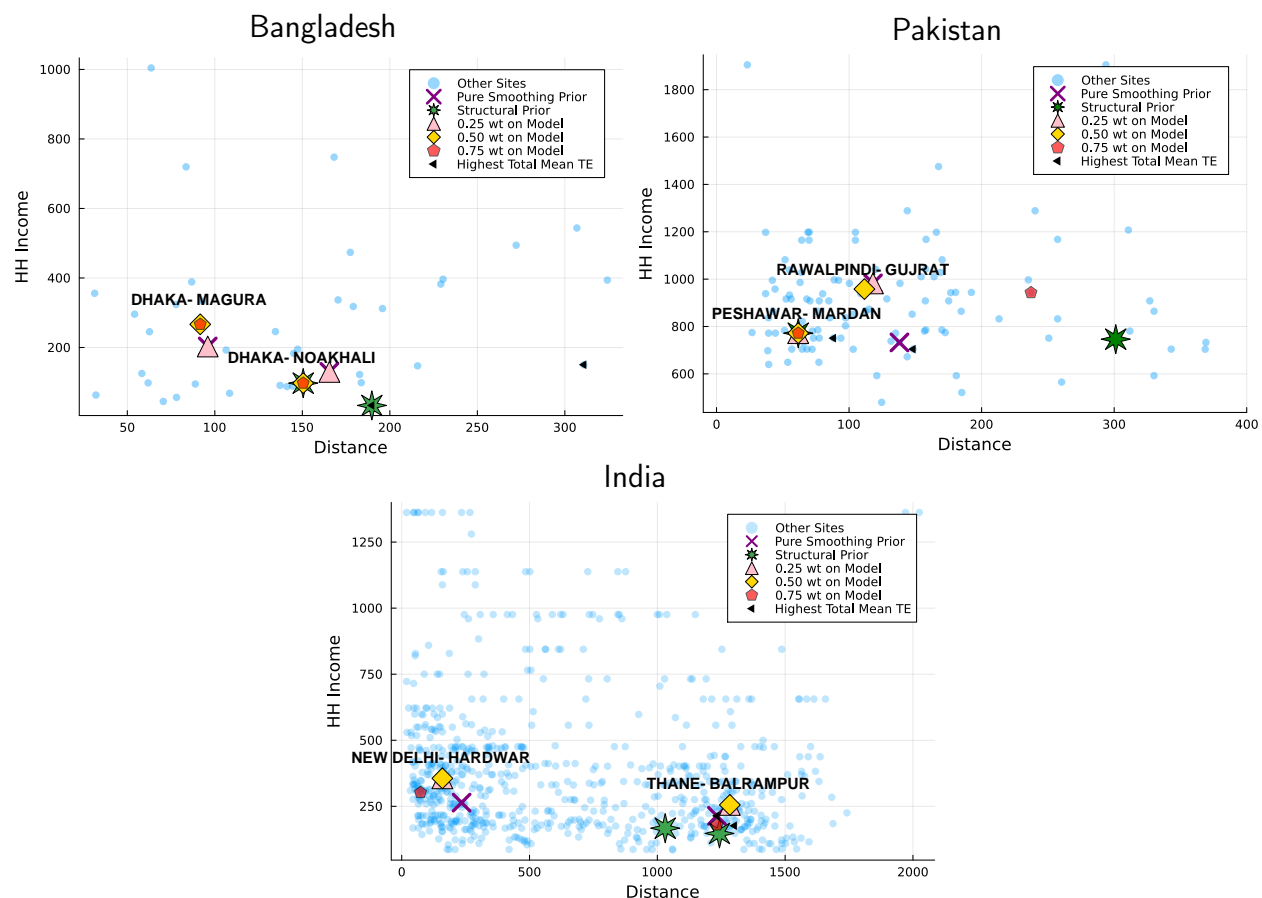 Bangladesh
1000
800
600
400
200
HH Income
50
100
150
200
250
300
Distance
Other Sites
Pure Smoothing Prior
Structural Prior
0.25 wt on Model
0.50 wt on Model
0.75 wt on Model
Highest Total Mean TE
DHAKA- MAGURA
DHAKA- NOAKHALI
Pakistan
1800
1600
1400
1200
1000
800
600
HH Income
0
100
200
300
400
Distance
Other Sites
Pure Smoothing Prior
Structural Prior
0.25 wt on Model
0.50 wt on Model
0.75 wt on Model
Highest Total Mean TE
RAWALPINDI- GUJRAT
PESHAWAR- MARDAN
India
1250
1000
750
500
250
HH Income
0
500
1000
1500
2000
Distance
Other Sites
Pure Smoothing Prior
Structural Prior
0.25 wt on Model
0.50 wt on Model
0.75 wt on Model
Highest Total Mean TE
NEW DELHI- HARDWAR
THANE- BALRAMPUR